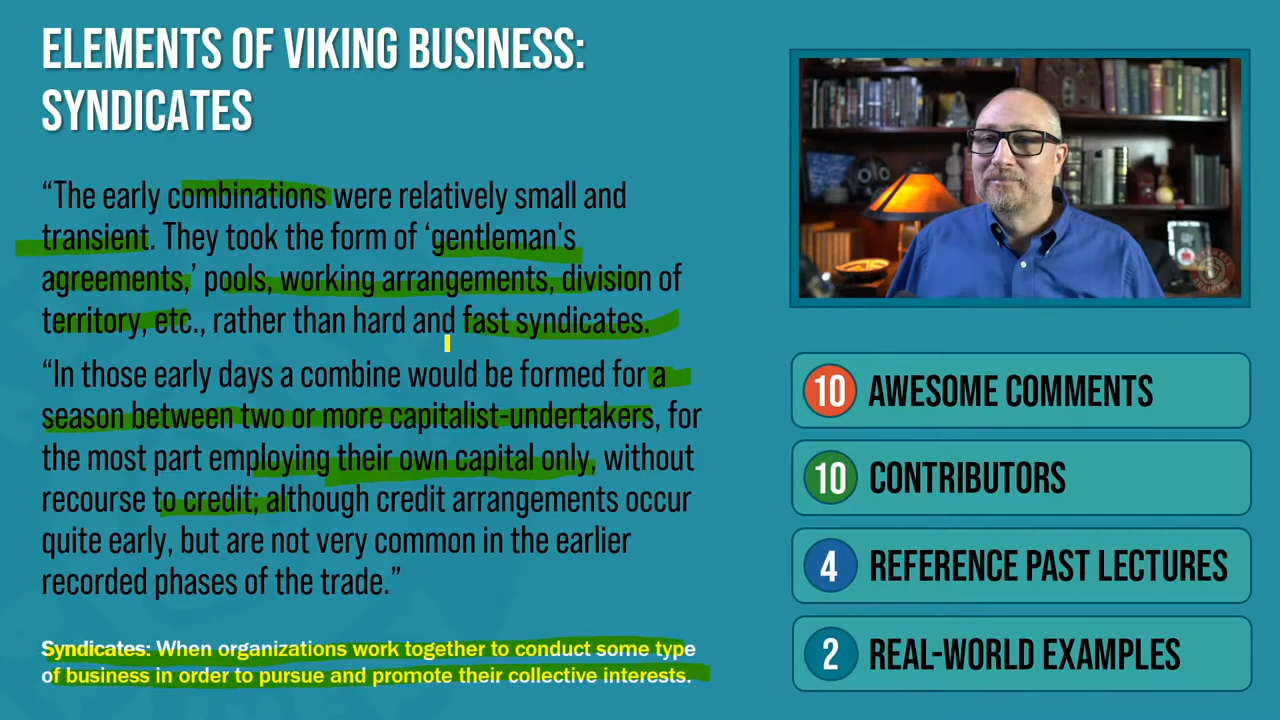 ELEMENTS OF VIKING BUSINESS:
SYNDICATES
“The early combinations were relatively small and
transient. They took the form of ‘gentleman's
agreements,’ pools, working arrangements, division of
territory, etc., rather than hard and fast syndicates.
“In those early days a combine would be formed for a
season between two or more capitalist-undertakers, for
the most part employing their own capital only, without
recourse to credit; although credit arrangements occur
quite early, but are not very common in the earlier
recorded phases of the trade.”
Syndicates: When organizations work together to conduct some type
of business in order to pursue and promote their collective interests.
10 AWESOME COMMENTS
10 CONTRIBUTORS
4 REFERENCE PAST LECTURES
2 REAL-WORLD EXAMPLES